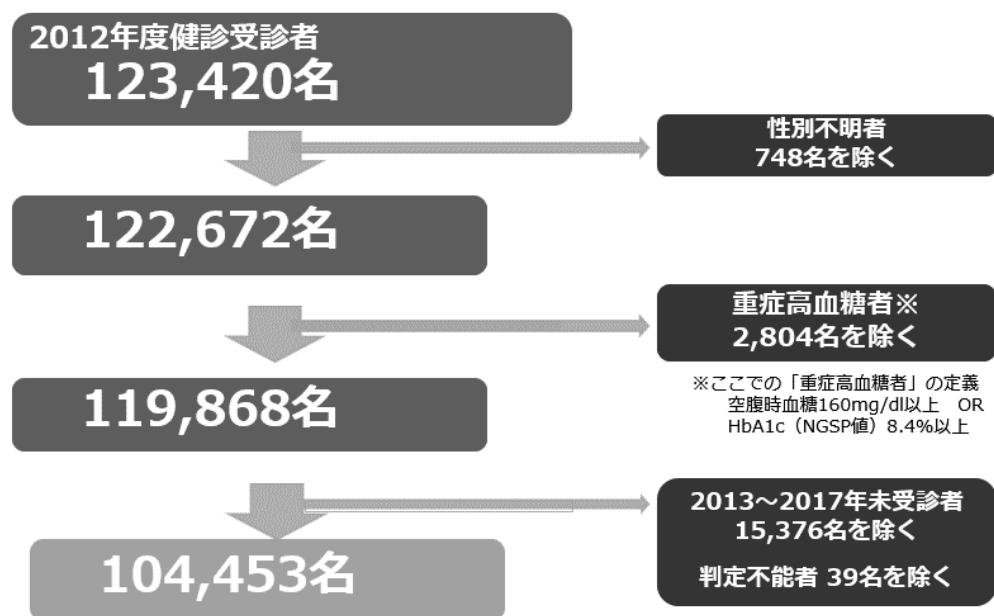 2012年度健診受診者
123,420名
性別不明者
748名を除く
122,672名
重症高血糖者※
2,804名を除く
119,868名
※ここでの「重症高血糖者」の定義
空腹時血糖160mg/dl以上　OR
HbA1c（NGSP値）8.4%以上
2013～2017年未受診者
15,376名を除く
判定不能者 39名を除く
104,453名